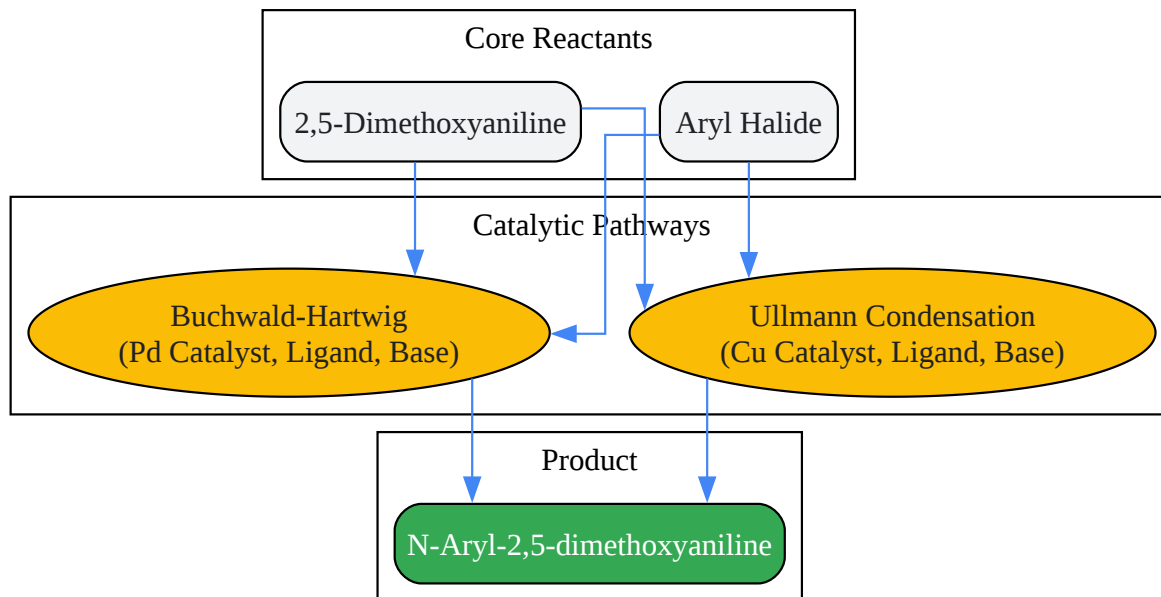 Core Reactants
2,5-Dimethoxyaniline
Aryl Halide
Catalytic Pathways
Buchwald-Hartwig
(Pd Catalyst, Ligand, Base)
Ullmann Condensation
(Cu Catalyst, Ligand, Base)
Product
N-Aryl-2,5-dimethoxyaniline